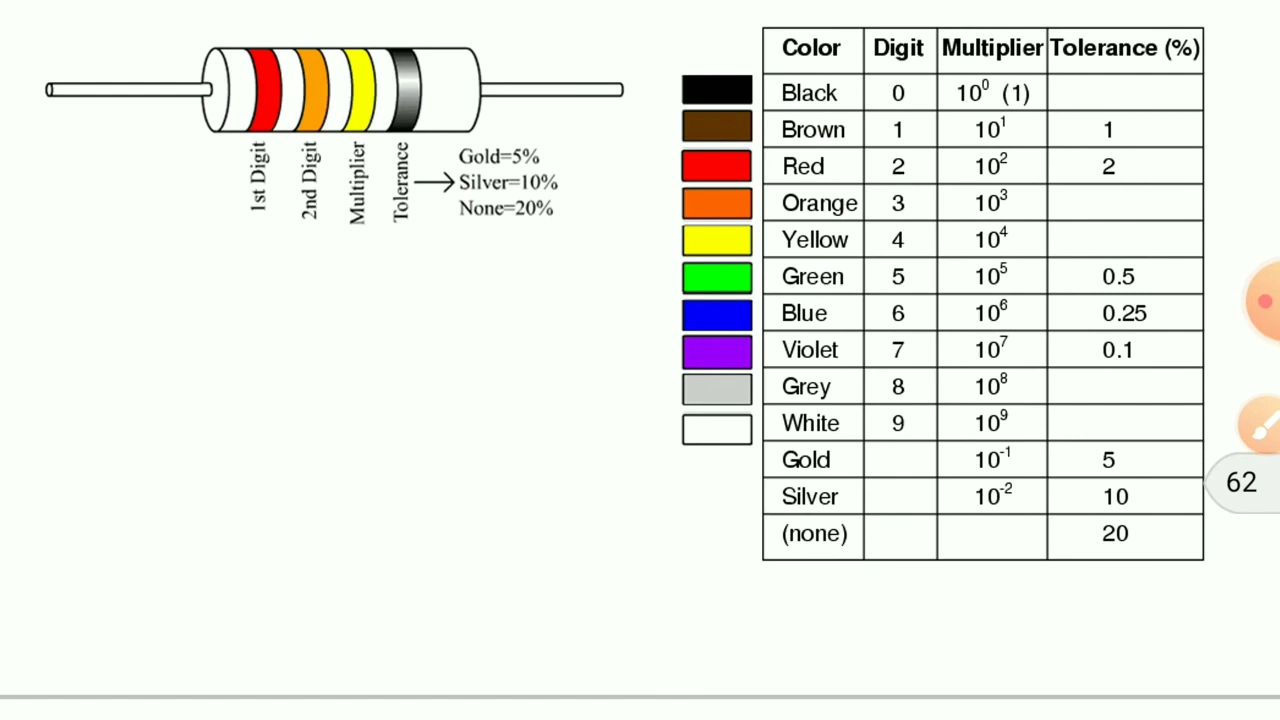 1st Digit
2nd Digit
Multiplier
Tolerance
Gold=5%
Silver=10%
None=20%
Color Digit Multiplier Tolerance (%)
Black 0 10⁰ (1)
Brown 1 10¹ 1
Red 2 10² 2
Orange 3 10³
Yellow 4 10⁴
Green 5 10⁵ 0.5
Blue 6 10⁶ 0.25
Violet 7 10⁷ 0.1
Grey 8 10⁸
White 9 10⁹
Gold 10⁻¹ 5
Silver 10⁻² 10
(none) 20
62